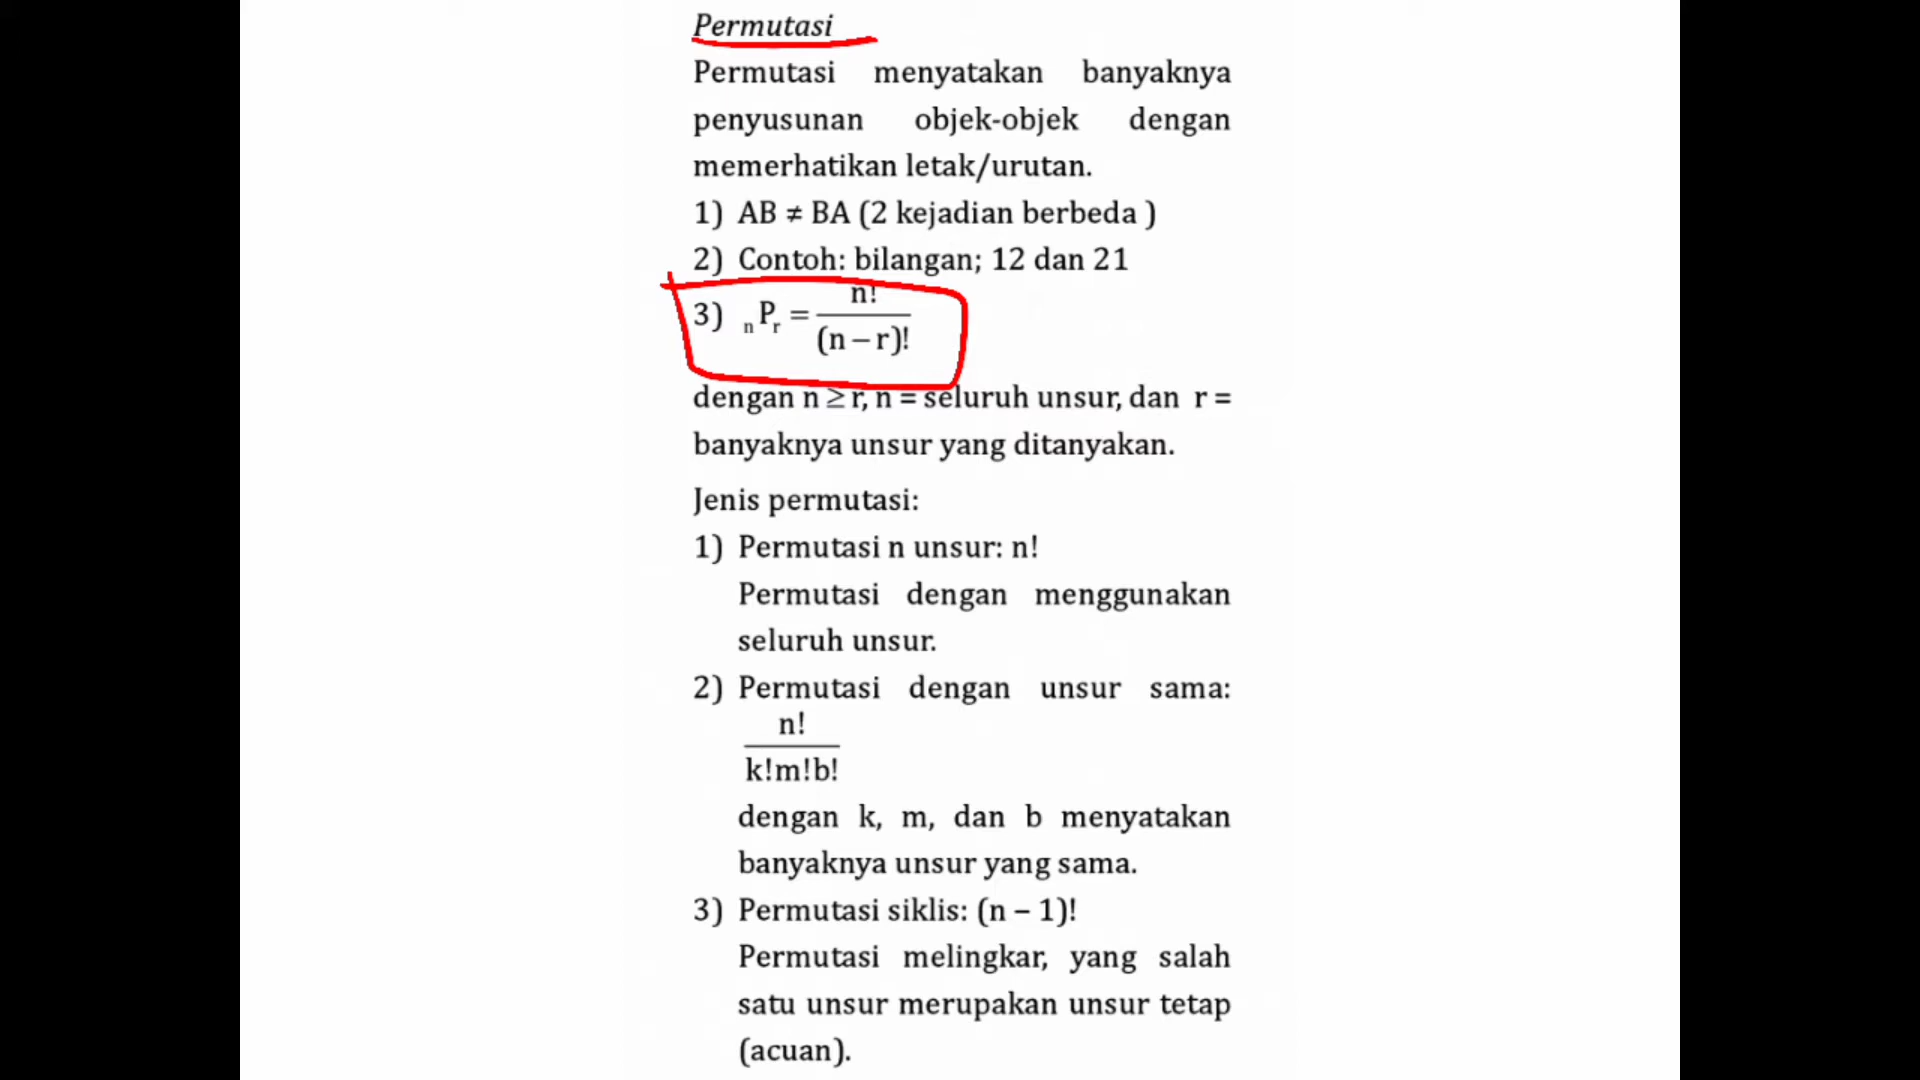 Permutasi
Permutasi menyatakan banyaknya
penyusunan objek-objek dengan
memerhatikan letak/urutan.
1) AB ≠ BA (2 kejadian berbeda )
2) Contoh: bilangan; 12 dan 21
3) nPr = n! / (n – r)!
dengan n ≥ r, n = seluruh unsur, dan r =
banyaknya unsur yang ditanyakan.
Jenis permutasi:
1) Permutasi n unsur: n!
Permutasi dengan menggunakan
seluruh unsur.
2) Permutasi dengan unsur sama:
n!
k!m!b!
dengan k, m, dan b menyatakan
banyaknya unsur yang sama.
3) Permutasi siklis: (n – 1)!
Permutasi melingkar, yang salah
satu unsur merupakan unsur tetap
(acuan).